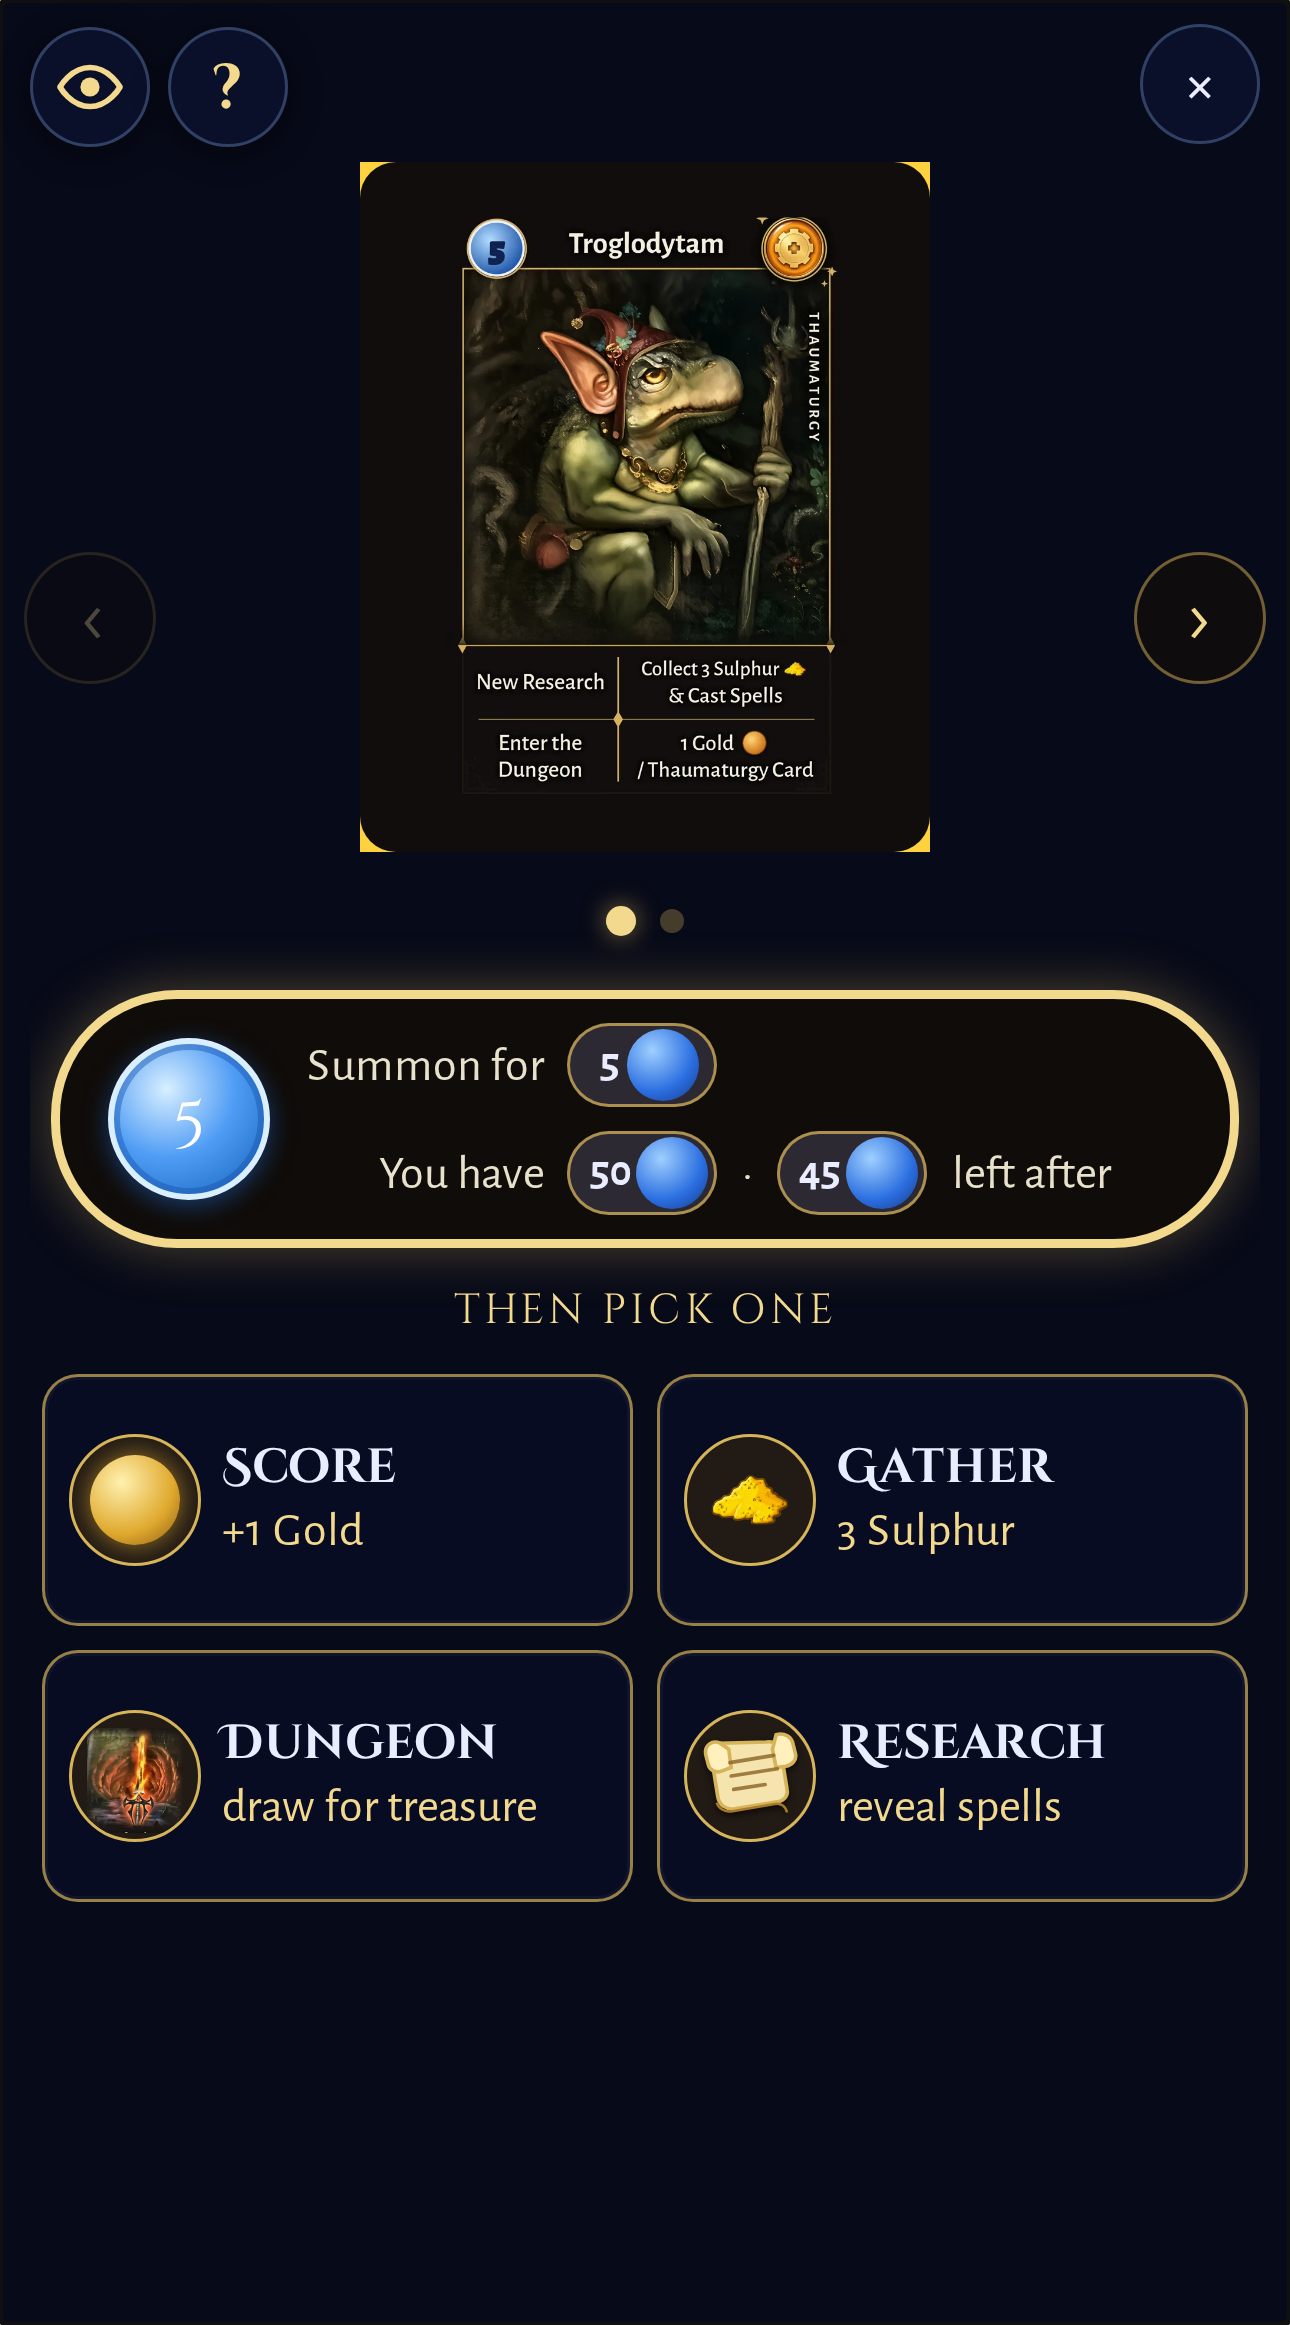 ?
×
5 Troglodytam
THAUMATURGY
New Research
Collect 3 Sulphur
& Cast Spells
Enter the
Dungeon
1 Gold
/ Thaumaturgy Card
‹
›
5
Summon for 5
You have 50 · 45 left after
THEN PICK ONE
SCORE
+1 Gold
GATHER
3 Sulphur
DUNGEON
draw for treasure
RESEARCH
reveal spells